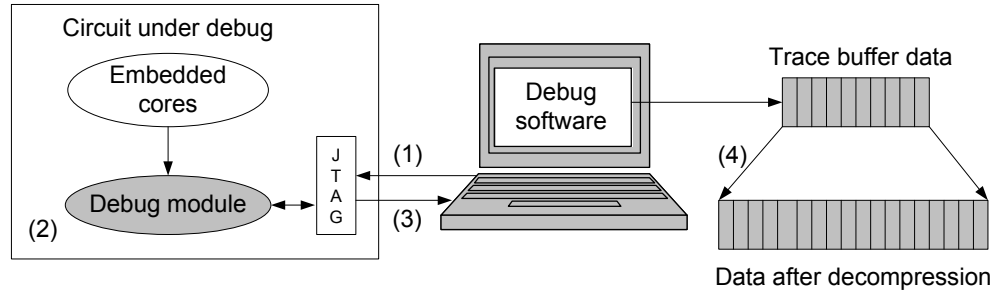 Circuit under debug
Embedded
cores
Debug module
(2)
J
T
A
G
(1)
(3)
Debug
software
Trace buffer data
(4)
Data after decompression